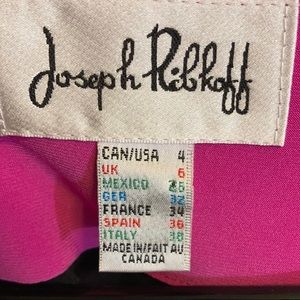 Joseph Ribkoff
CAN/USA 4
UK 6
MEXICO 26
GER 32
FRANCE 34
SPAIN 36
ITALY 38
MADE IN/FAIT AU
CANADA